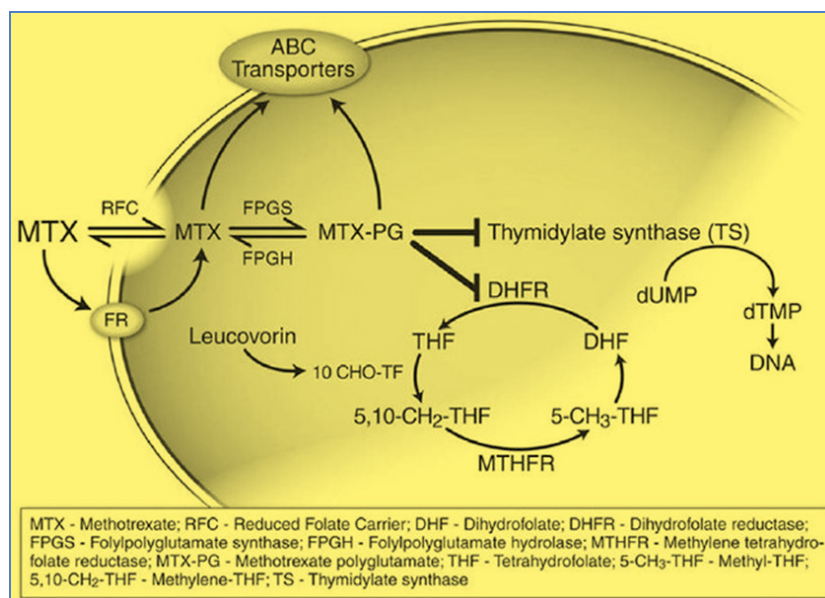 ABC
Transporters
RFC
FPGS
MTX
MTX
MTX-PG
Thymidylate synthase (TS)
FPGH
DHFR
dUMP
dTMP
FR
Leucovorin
THF
DHF
DNA
10 CHO-TF
5,10-CH₂-THF
5-CH₃-THF
MTHFR
MTX - Methotrexate; RFC - Reduced Folate Carrier; DHF - Dihydrofolate; DHFR - Dihydrofolate reductase;
FPGS - Folylpolyglutamate synthase; FPGH - Folylpolyglutamate hydrolase; MTHFR - Methylene tetrahydro-
folate reductase; MTX-PG - Methotrexate polyglutamate; THF - Tetrahydrofolate; 5-CH₃-THF - Methyl-THF;
5,10-CH₂-THF - Methylene-THF; TS - Thymidylate synthase